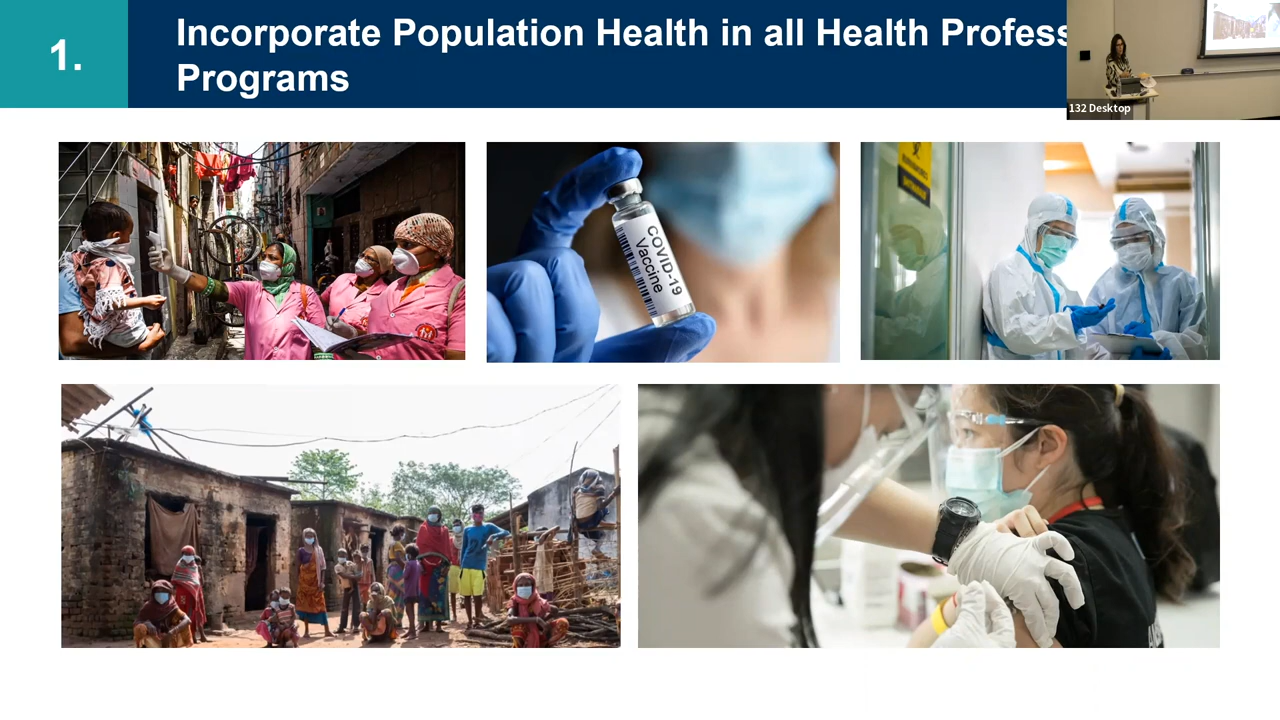 1.
Incorporate Population Health in all Health Profess
Programs
132 Desktop
COVID-19
Vaccine